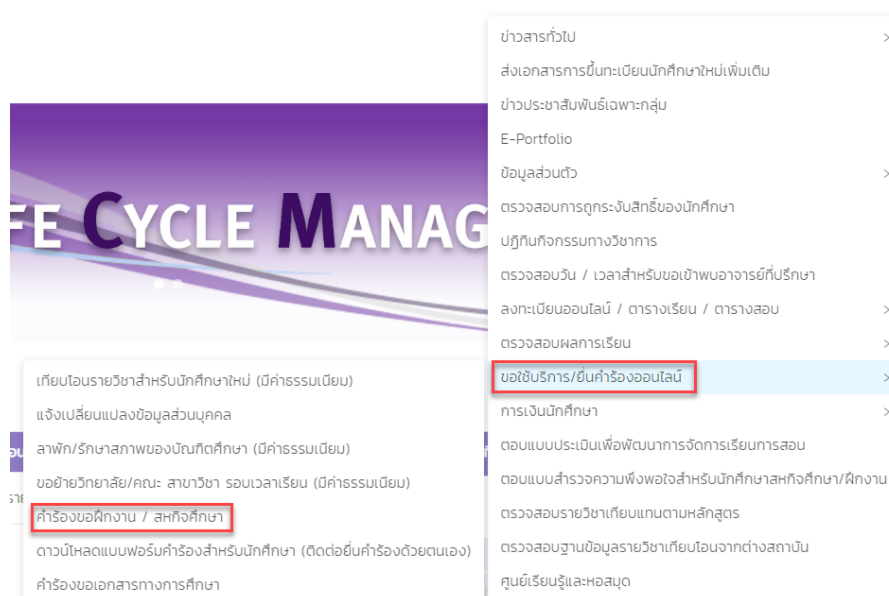 ข่าวสารทั่วไป
ส่งเอกสารการขึ้นทะเบียนนักศึกษาใหม่เพิ่มเติม
ข่าวประชาสัมพันธ์เฉพาะกลุ่ม
E-Portfolio
ข้อมูลส่วนตัว
ตรวจสอบการถูกระงับสิทธิ์ของนักศึกษา
ปฏิทินกิจกรรมทางวิชาการ
ตรวจสอบวัน / เวลาสำหรับขอเข้าพบอาจารย์ที่ปรึกษา
ลงทะเบียนออนไลน์ / ตารางเรียน / ตารางสอบ
ตรวจสอบผลการเรียน
ขอใช้บริการ/ยื่นคำร้องออนไลน์
การเงินนักศึกษา
ตอบแบบประเมินเพื่อพัฒนาการจัดการเรียนการสอน
ตอบแบบสำรวจความพึงพอใจสำหรับนักศึกษาสหกิจศึกษา/ฝึกงาน
ตรวจสอบรายวิชาเทียบแทนตามหลักสูตร
ตรวจสอบฐานข้อมูลรายวิชาเทียบโอนจากต่างสถาบัน
ศูนย์เรียนรู้และหอสมุด
FE CYCLE MANAG
เทียบโอนรายวิชาสำหรับนักศึกษาใหม่ (มีค่าธรรมเนียม)
แจ้งเปลี่ยนแปลงข้อมูลส่วนบุคคล
ลาพัก/รักษาสภาพของบัณฑิตศึกษา (มีค่าธรรมเนียม)
ขอย้ายวิทยาลัย/คณะ สาขาวิชา รอบเวลาเรียน (มีค่าธรรมเนียม)
คำร้องขอฝึกงาน / สหกิจศึกษา
ดาวน์โหลดแบบฟอร์มคำร้องสำหรับนักศึกษา (ติดต่อยื่นคำร้องด้วยตนเอง)
คำร้องขอเอกสารทางการศึกษา